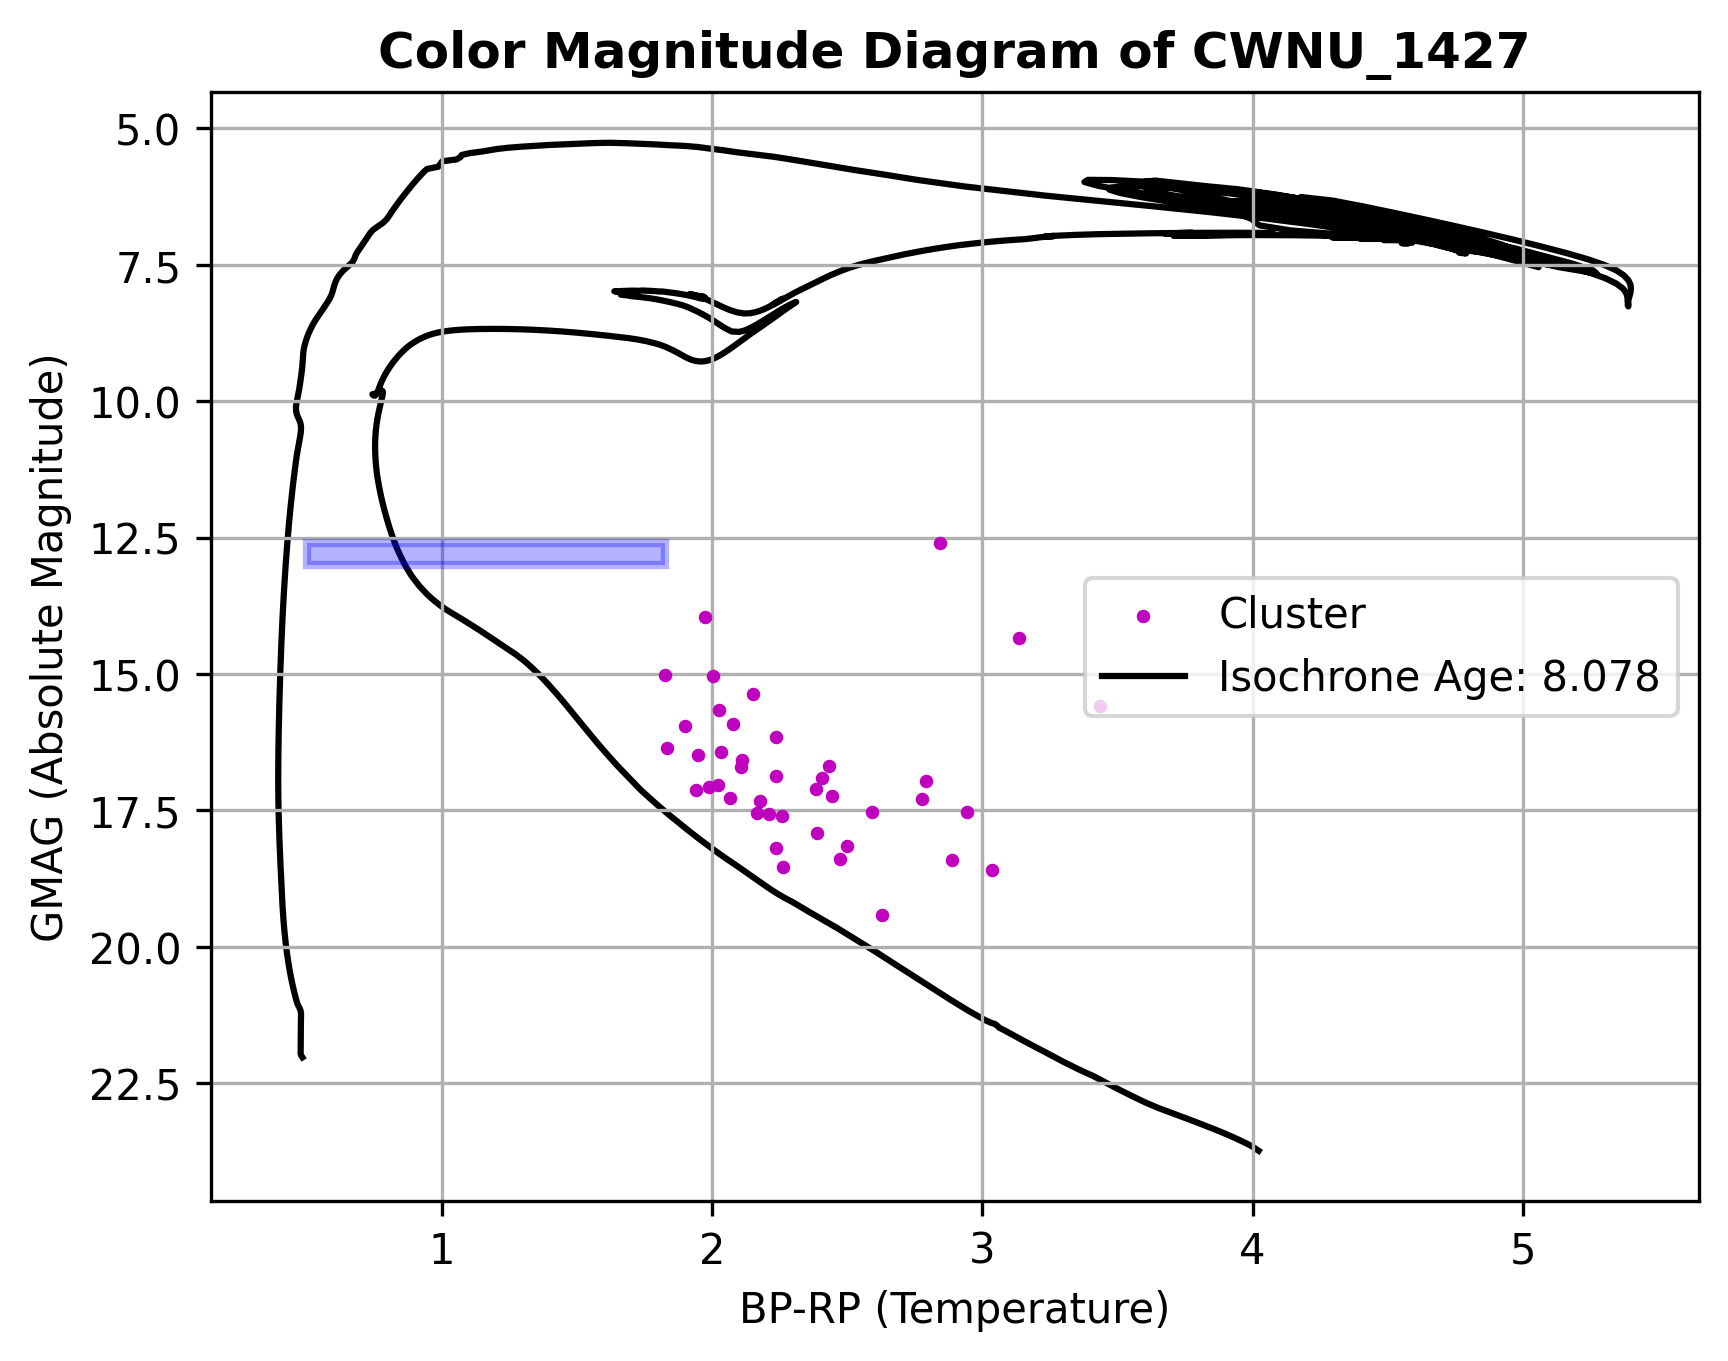 Color Magnitude Diagram of CWNU_1427
GMAG (Absolute Magnitude)
5.0
7.5
10.0
12.5
15.0
17.5
20.0
22.5
Cluster
Isochrone Age: 8.078
1 2 3 4 5
BP-RP (Temperature)